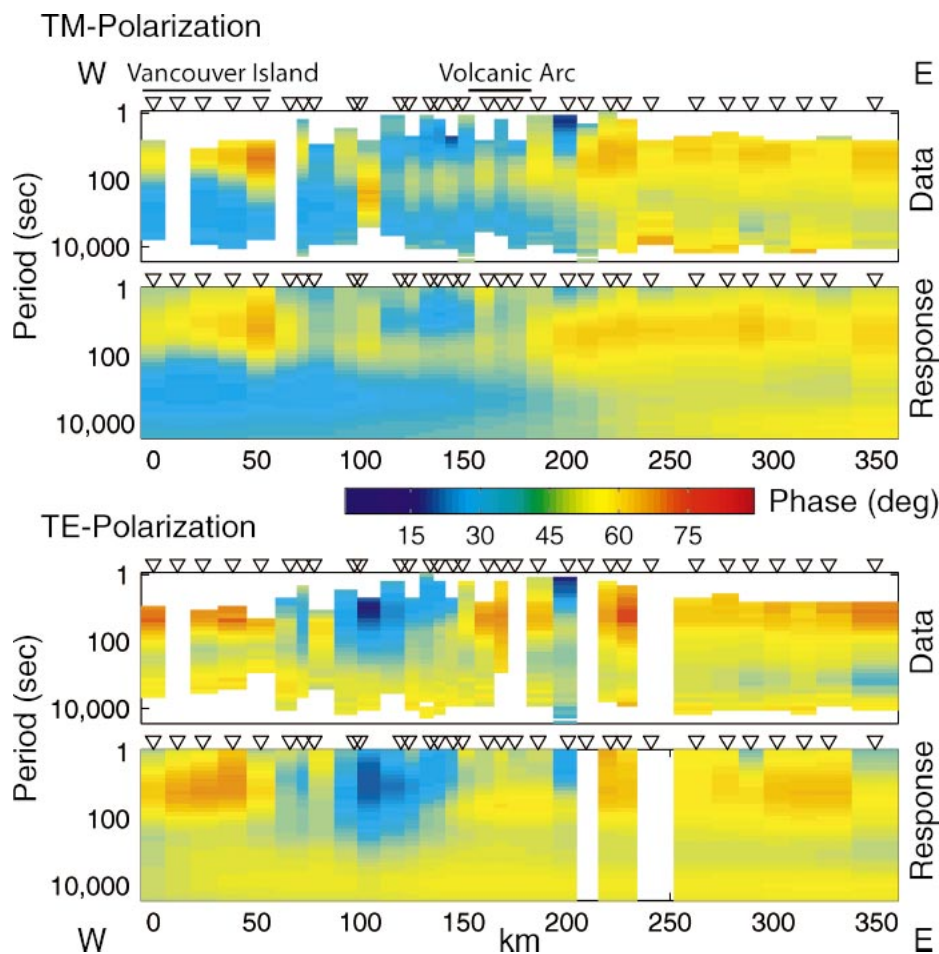 TM-Polarization
W Vancouver Island Volcanic Arc E
1
100
10,000
Data
Period (sec)
1
100
10,000
Response
0 50 100 150 200 250 300 350
Phase (deg)
15 30 45 60 75
TE-Polarization
1
100
10,000
Data
Period (sec)
1
100
10,000
Response
0 50 100 150 200 250 300 350
W km E